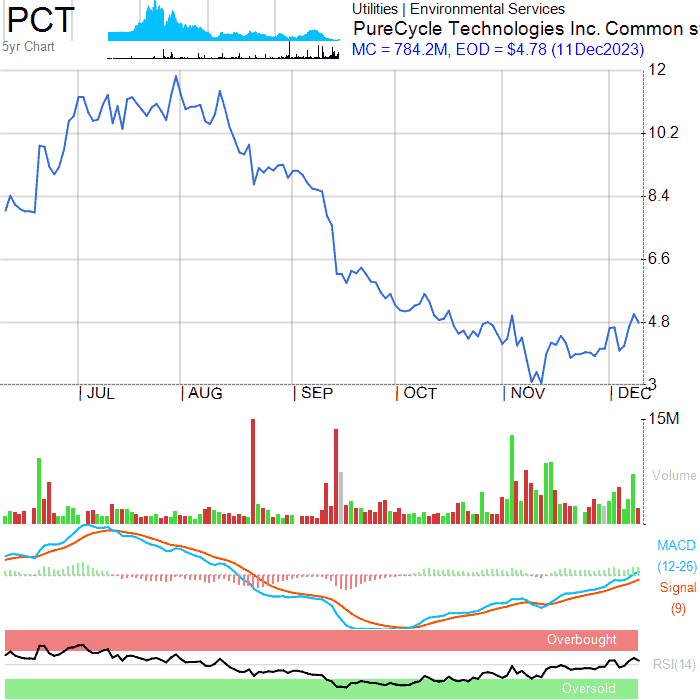 PCT
5yr Chart
Utilities | Environmental Services
PureCycle Technologies Inc. Common s
MC = 784.2M, EOD = $4.78 (11Dec2023)
12
10.2
8.4
6.6
4.8
3
JUL
AUG
SEP
OCT
NOV
DEC
15M
Volume
MACD
(12-26)
Signal
(9)
Overbought
RSI(14)
Oversold